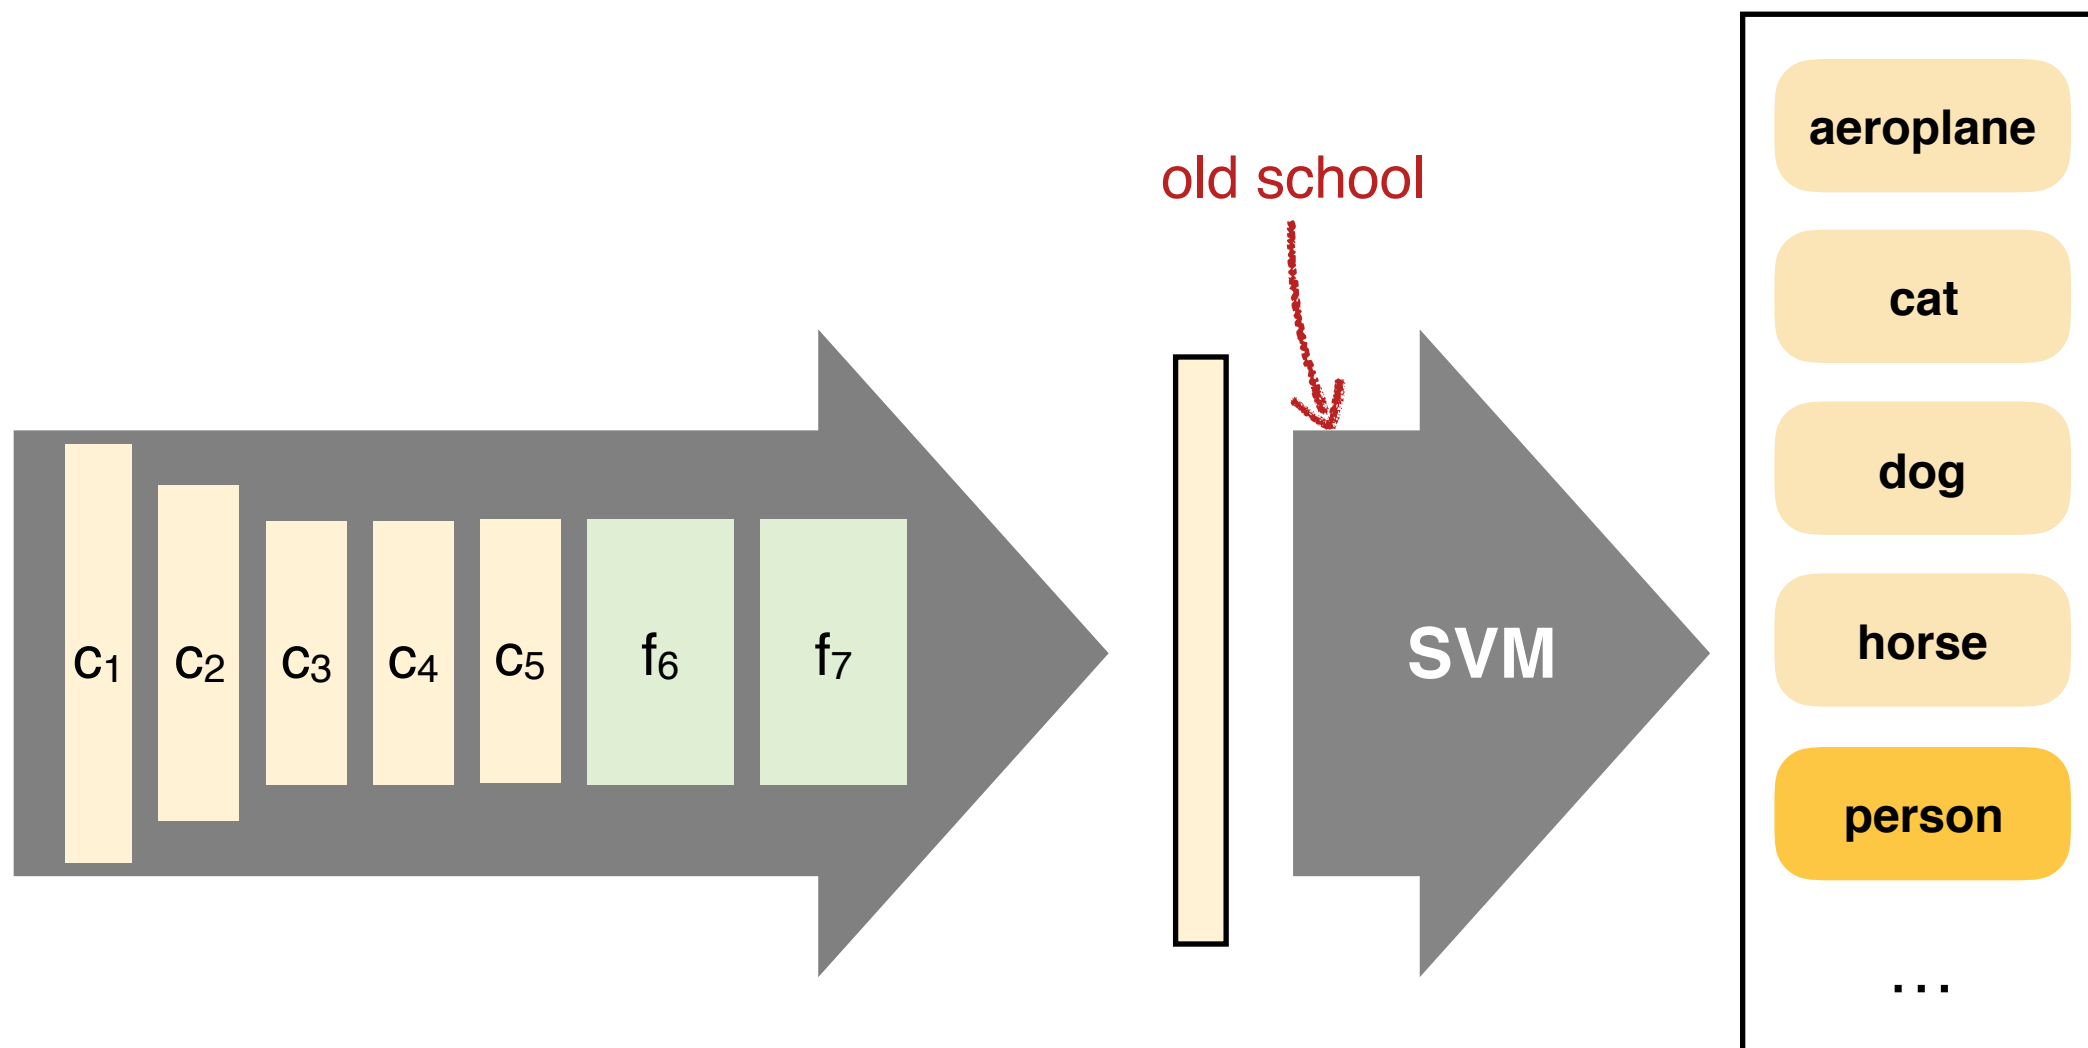 old school
c₁ c₂ c₃ c₄ c₅ f₆ f₇
SVM
aeroplane
cat
dog
horse
person
...